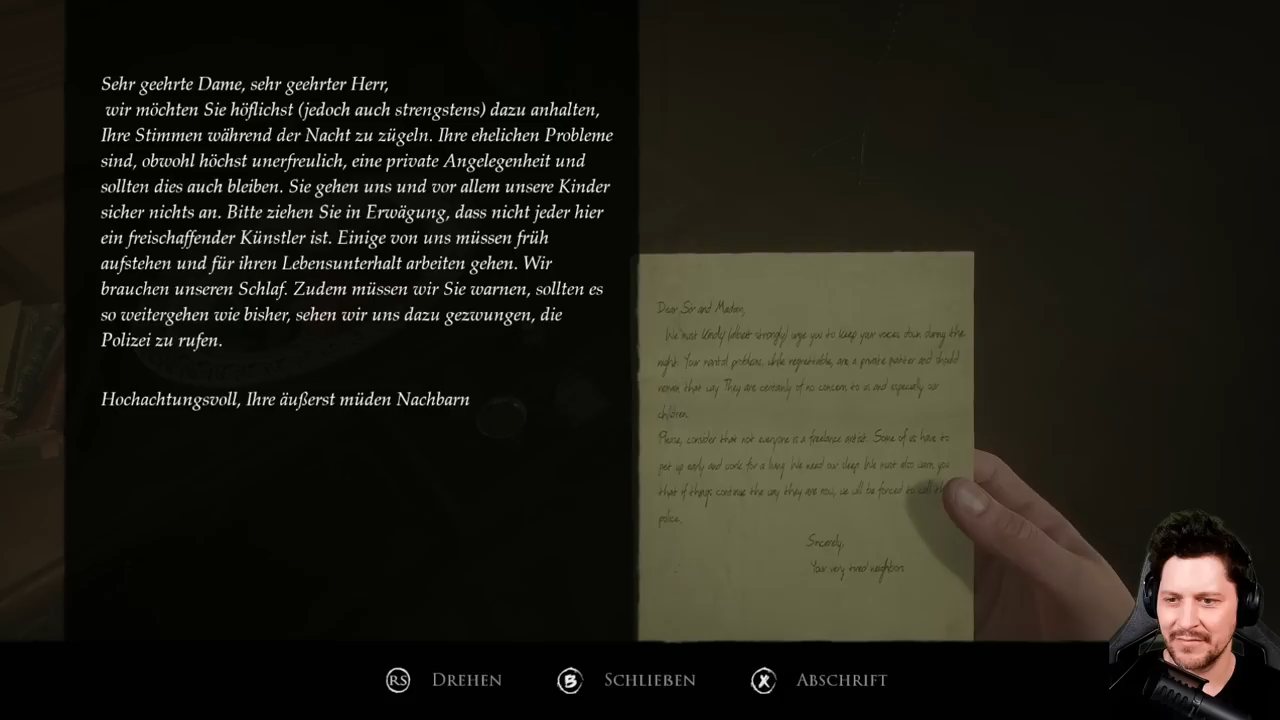 Sehr geehrte Dame, sehr geehrter Herr,
wir möchten Sie höflichst (jedoch auch strengstens) dazu anhalten,
Ihre Stimmen während der Nacht zu zügeln. Ihre ehelichen Probleme
sind, obwohl höchst unerfreulich, eine private Angelegenheit und
sollten dies auch bleiben. Sie gehen uns und vor allem unsere Kinder
sicher nichts an. Bitte ziehen Sie in Erwägung, dass nicht jeder hier
ein freischaffender Künstler ist. Einige von uns müssen früh
aufstehen und für ihren Lebensunterhalt arbeiten gehen. Wir
brauchen unseren Schlaf. Zudem müssen wir Sie warnen, sollten es
so weitergehen wie bisher, sehen wir uns dazu gezwungen, die
Polizei zu rufen.
Hochachtungsvoll, Ihre äußerst müden Nachbarn
Dear Sir and Madam,
We must kindly (albeit strongly) urge you to keep your voices down during the
night. Your marital problems, while regrettable, are a private matter and should
remain that way. They are certainly of no concern to us and especially our
children.
Please, consider that not everyone is a freelance artist. Some of us have to
get up early and work for a living. We need our sleep. We must also warn you
that if things continue the way they are now, we will be forced to call the
police.
Sincerely,
Your very tired neighbors
RS DREHEN B SCHLIEßEN X ABSCHRIFT